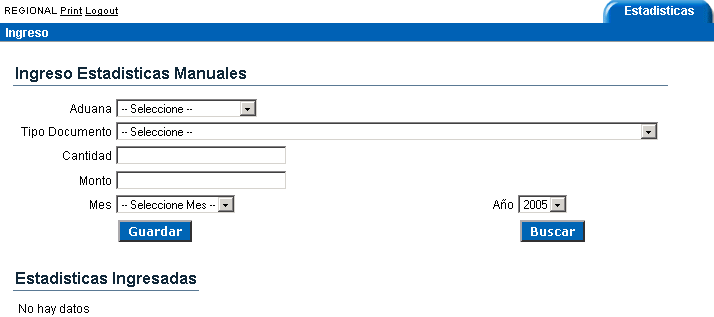 REGIONAL Print Logout
Estadisticas
Ingreso
Ingreso Estadisticas Manuales
Aduana -- Seleccione --
Tipo Documento -- Seleccione --
Cantidad
Monto
Mes -- Seleccione Mes -- Año 2005
Guardar Buscar
Estadisticas Ingresadas
No hay datos